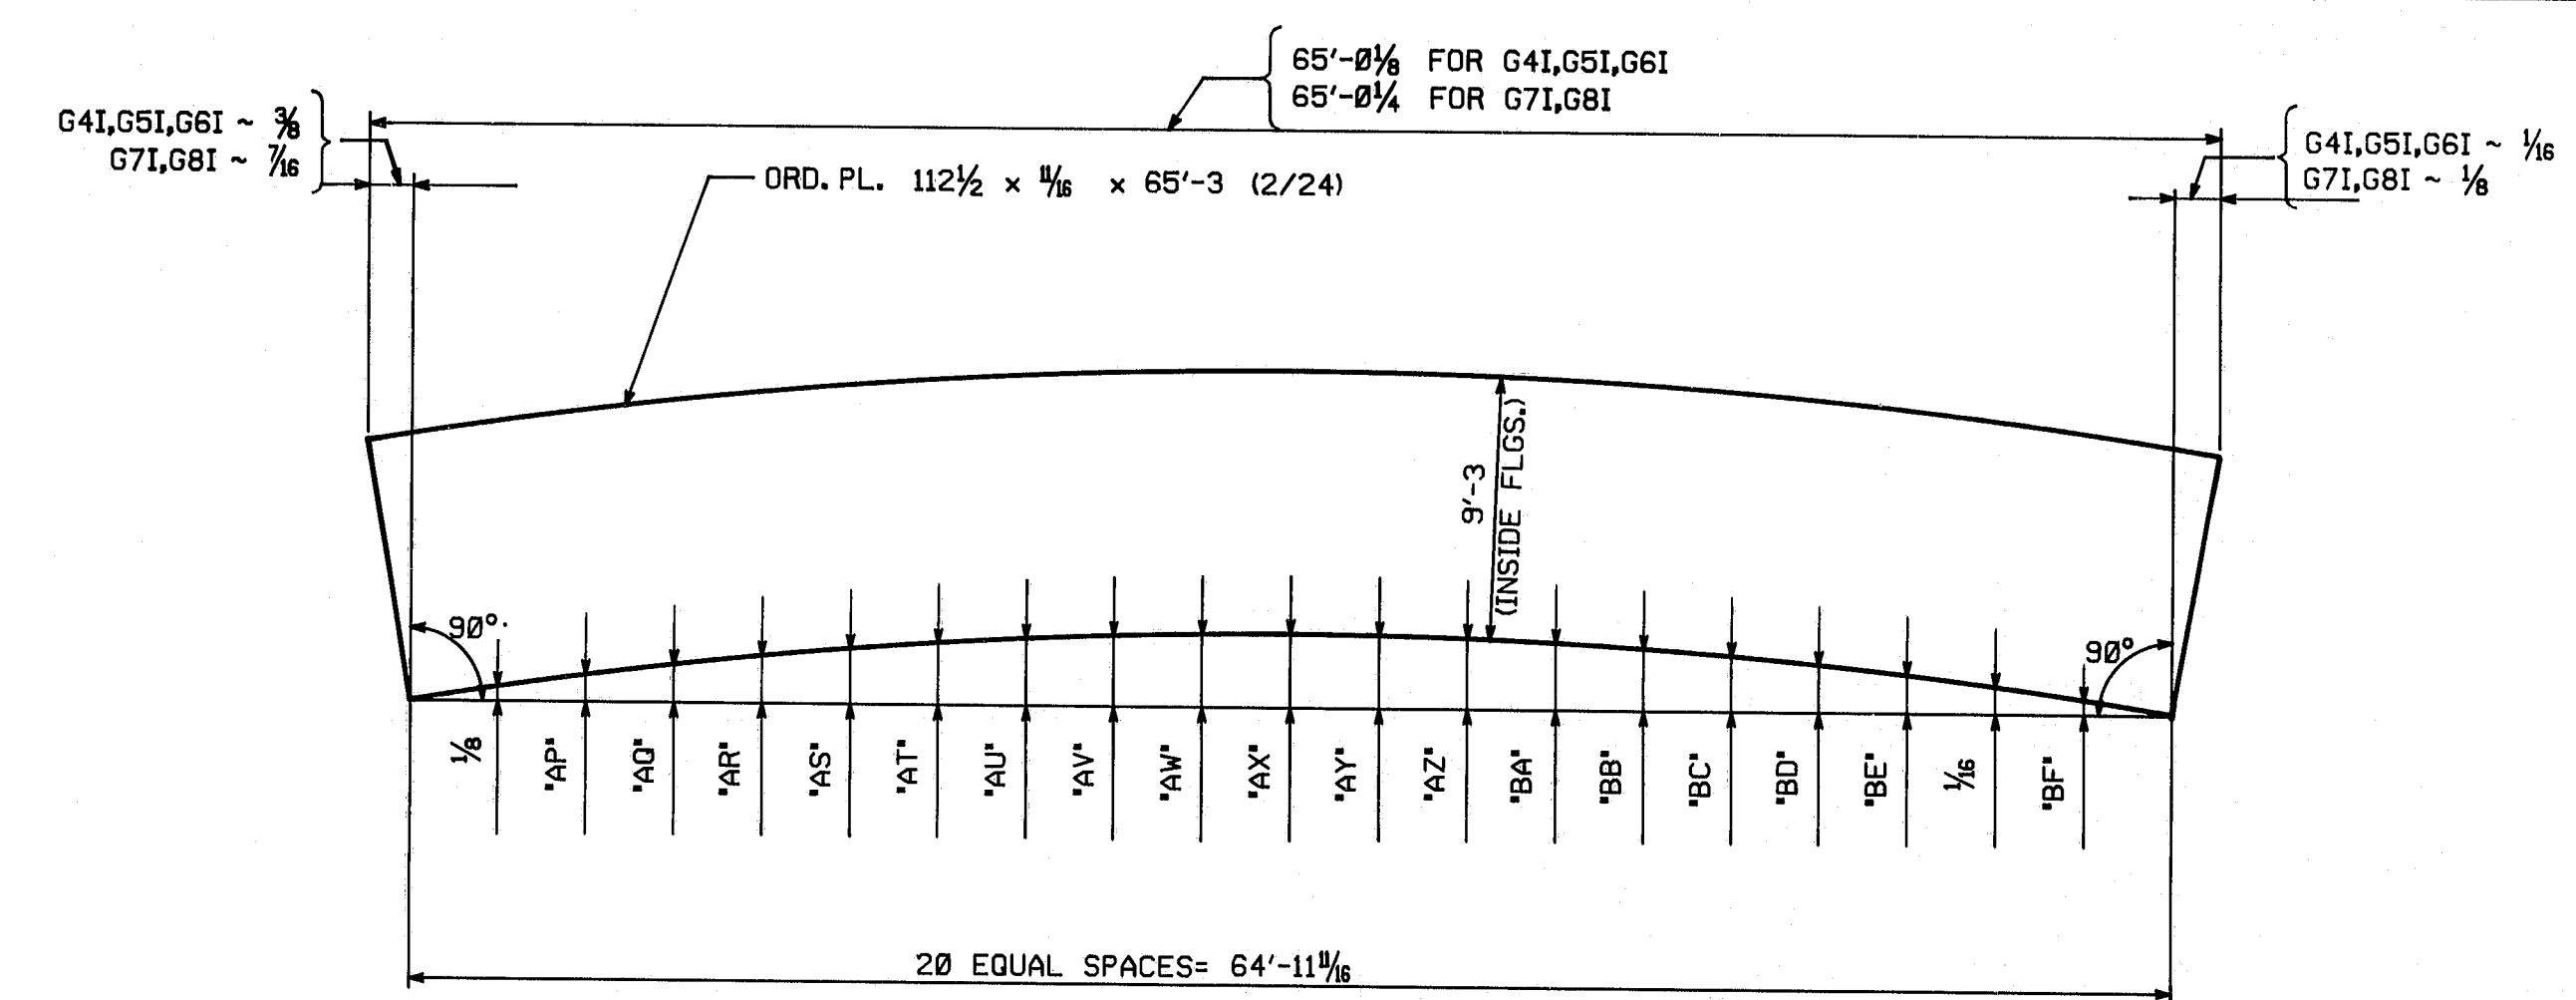 65'-0⅛ FOR G4I,G5I,G6I
65'-0¼ FOR G7I,G8I
G4I,G5I,G6I ~ ⅜
G7I,G8I ~ 7/16
G4I,G5I,G6I ~ 1/16
G7I,G8I ~ ⅛
ORD. PL. 112½ x 11/16 x 65'-3 (2/24)
9'-3
(INSIDE FLGS.)
90°
90°
⅛
"AP"
"AQ"
"AR"
"AS"
"AT"
"AU"
"AV"
"AW"
"AX"
"AY"
"AZ"
"BA"
"BB"
"BC"
"BD"
"BE"
1/16
"BF"
20 EQUAL SPACES= 64'-11 11/16